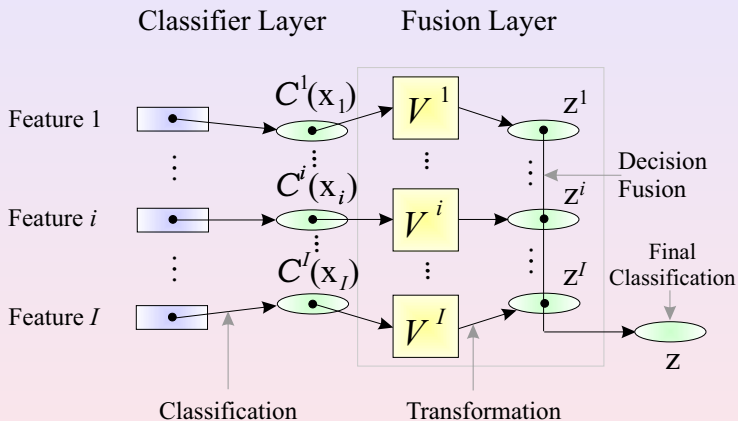 Classifier Layer
Fusion Layer
Feature 1
C¹(x₁)
V¹
z¹
Decision
Fusion
Feature i
Cⁱ(xᵢ)
Vⁱ
zⁱ
Final
Classification
Feature I
Cᴵ(x_I)
Vᴵ
zᴵ
z
Classification
Transformation